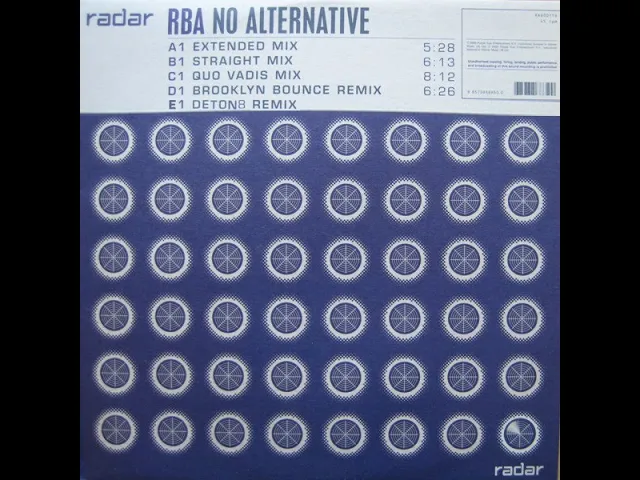 radar RBA NO ALTERNATIVE
A1 EXTENDED MIX 5:28
B1 STRAIGHT MIX 6:13
C1 QUO VADIS MIX 8:12
D1 BROOKLYN BOUNCE REMIX 6:26
E1 DETON8 REMIX
radar